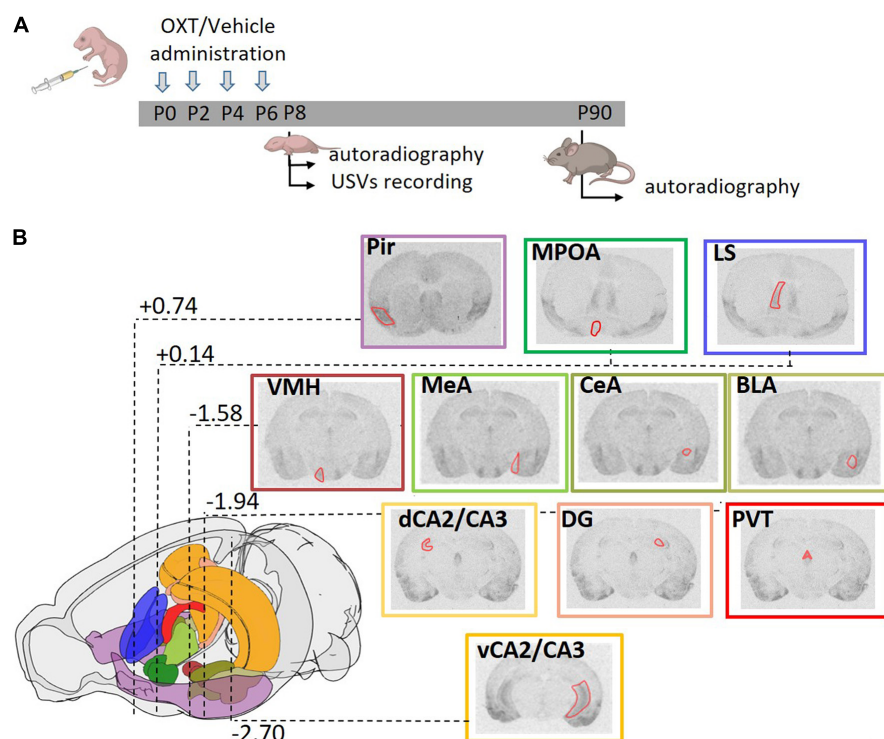 A
OXT/Vehicle
administration
P0 P2 P4 P6 P8 P90
autoradiography
USVs recording
autoradiography
B
Pir MPOA LS
+0.74
+0.14
VMH MeA CeA BLA
-1.58
-1.94
dCA2/CA3 DG PVT
vCA2/CA3
-2.70